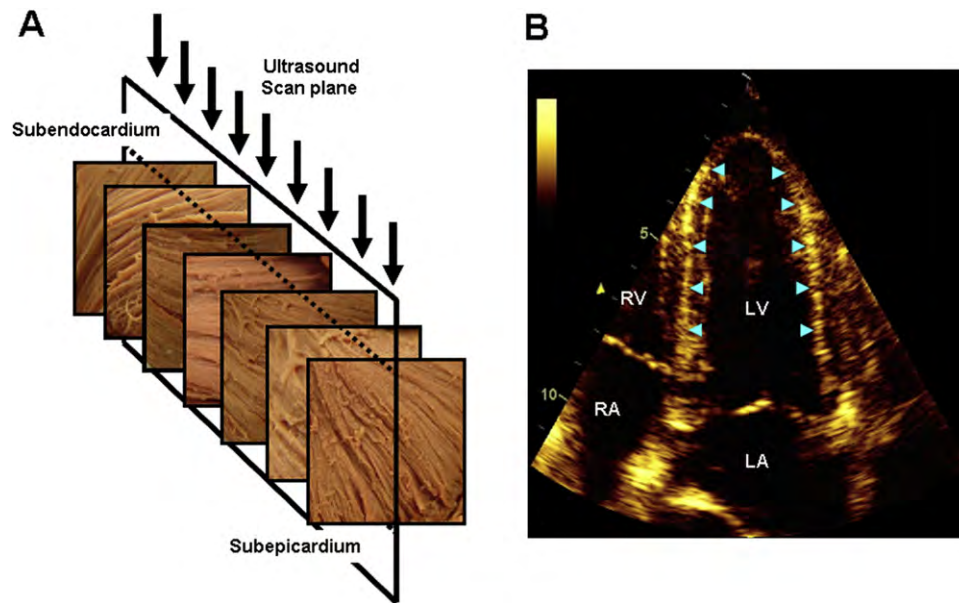 A
Ultrasound
Scan plane
Subendocardium
Subepicardium
B
5
RV
LV
10
RA
LA